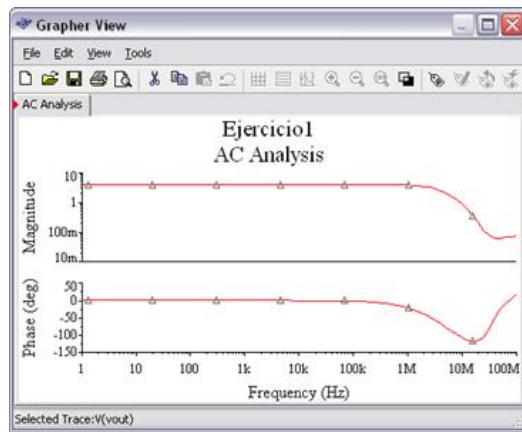 Grapher View
File Edit View Tools
AC Analysis
Ejercicio1
AC Analysis
Magnitude
10
1
100m
10m
Phase (deg)
50
0
-50
-100
-150
1 10 100 1k 10k 100k 1M 10M 100M
Frequency (Hz)
Selected Trace:V(vout)